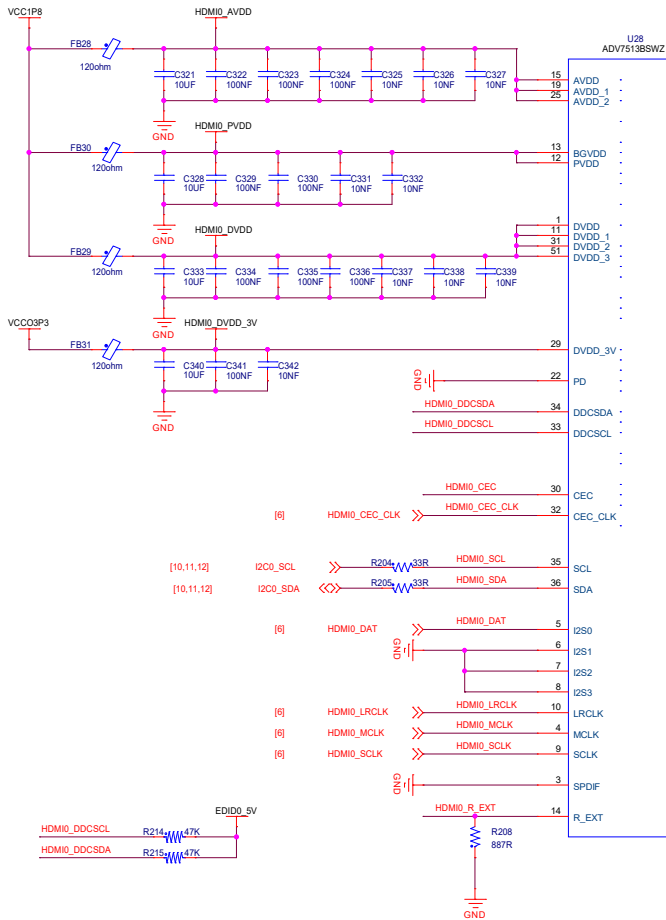 VCC1P8
HDMI0_AVDD
U28
ADV7513BSWZ
FB28
120ohm
C321
10UF
C322
100NF
C323
100NF
C324
100NF
C325
10NF
C326
10NF
C327
10NF
15 AVDD
19 AVDD_1
25 AVDD_2
GND
HDMI0_PVDD
FB30
120ohm
13 BGVDD
12 PVDD
C328
10UF
C329
100NF
C330
100NF
C331
10NF
C332
10NF
GND
HDMI0_DVDD
1 DVDD
11 DVDD_1
31 DVDD_2
51 DVDD_3
FB29
120ohm
C333
10UF
C334
100NF
C335
100NF
C336
100NF
C337
10NF
C338
10NF
C339
10NF
GND
VCCO3P3
HDMI0_DVDD_3V
FB31
120ohm
29 DVDD_3V
C340
10UF
C341
100NF
C342
10NF
GND
GND
22 PD
HDMI0_DDCSDA
34 DDCSDA
HDMI0_DDCSCL
33 DDCSCL
HDMI0_CEC
30 CEC
[6] HDMI0_CEC_CLK HDMI0_CEC_CLK
32 CEC_CLK
[10,11,12] I2C0_SCL R204 33R HDMI0_SCL 35 SCL
[10,11,12] I2C0_SDA R205 33R HDMI0_SDA 36 SDA
[6] HDMI0_DAT HDMI0_DAT 5 I2S0
GND
6 I2S1
7 I2S2
8 I2S3
[6] HDMI0_LRCLK HDMI0_LRCLK 10 LRCLK
[6] HDMI0_MCLK HDMI0_MCLK 4 MCLK
[6] HDMI0_SCLK HDMI0_SCLK 9 SCLK
GND
3 SPDIF
HDMI0_R_EXT 14 R_EXT
EDID0_5V
HDMI0_DDCSCL R214 47K
HDMI0_DDCSDA R215 47K
R208
887R
GND